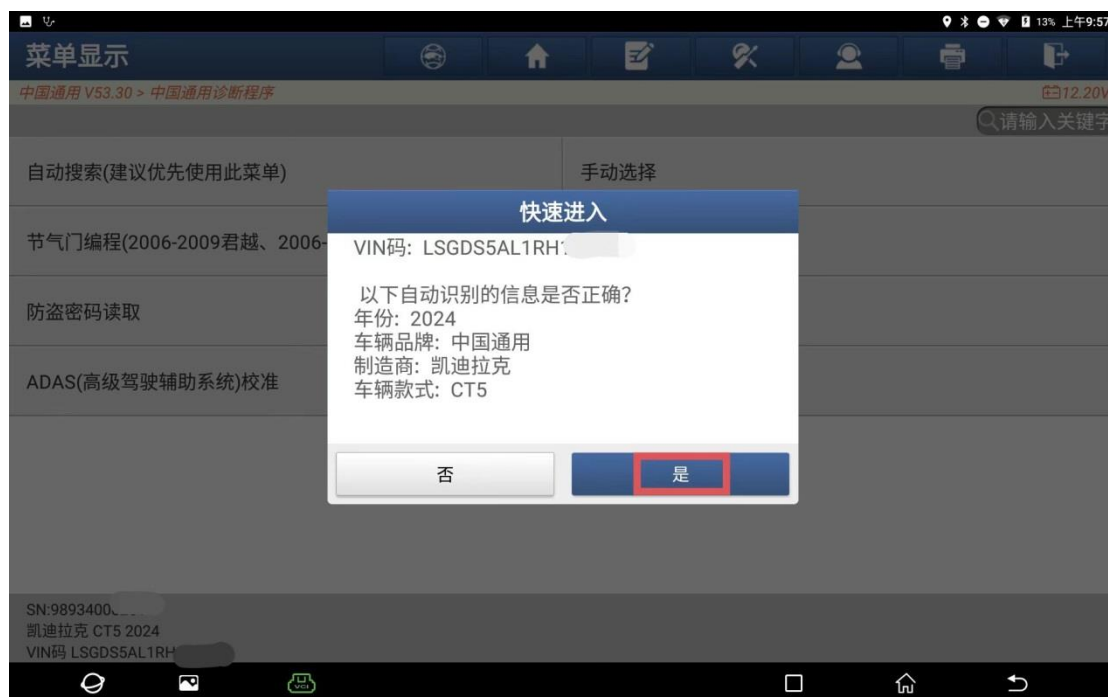 13% 上午9:57
菜单显示
中国通用 V53.30 > 中国通用诊断程序
12.20V
请输入关键字
自动搜索(建议优先使用此菜单)
手动选择
快速进入
节气门编程(2006-2009君越、2006-
VIN码: LSGDS5AL1RH
以下自动识别的信息是否正确?
年份: 2024
车辆品牌: 中国通用
制造商: 凯迪拉克
车辆款式: CT5
防盗密码读取
ADAS(高级驾驶辅助系统)校准
否
是
SN:9893400
凯迪拉克 CT5 2024
VIN码 LSGDS5AL1RH
VCI